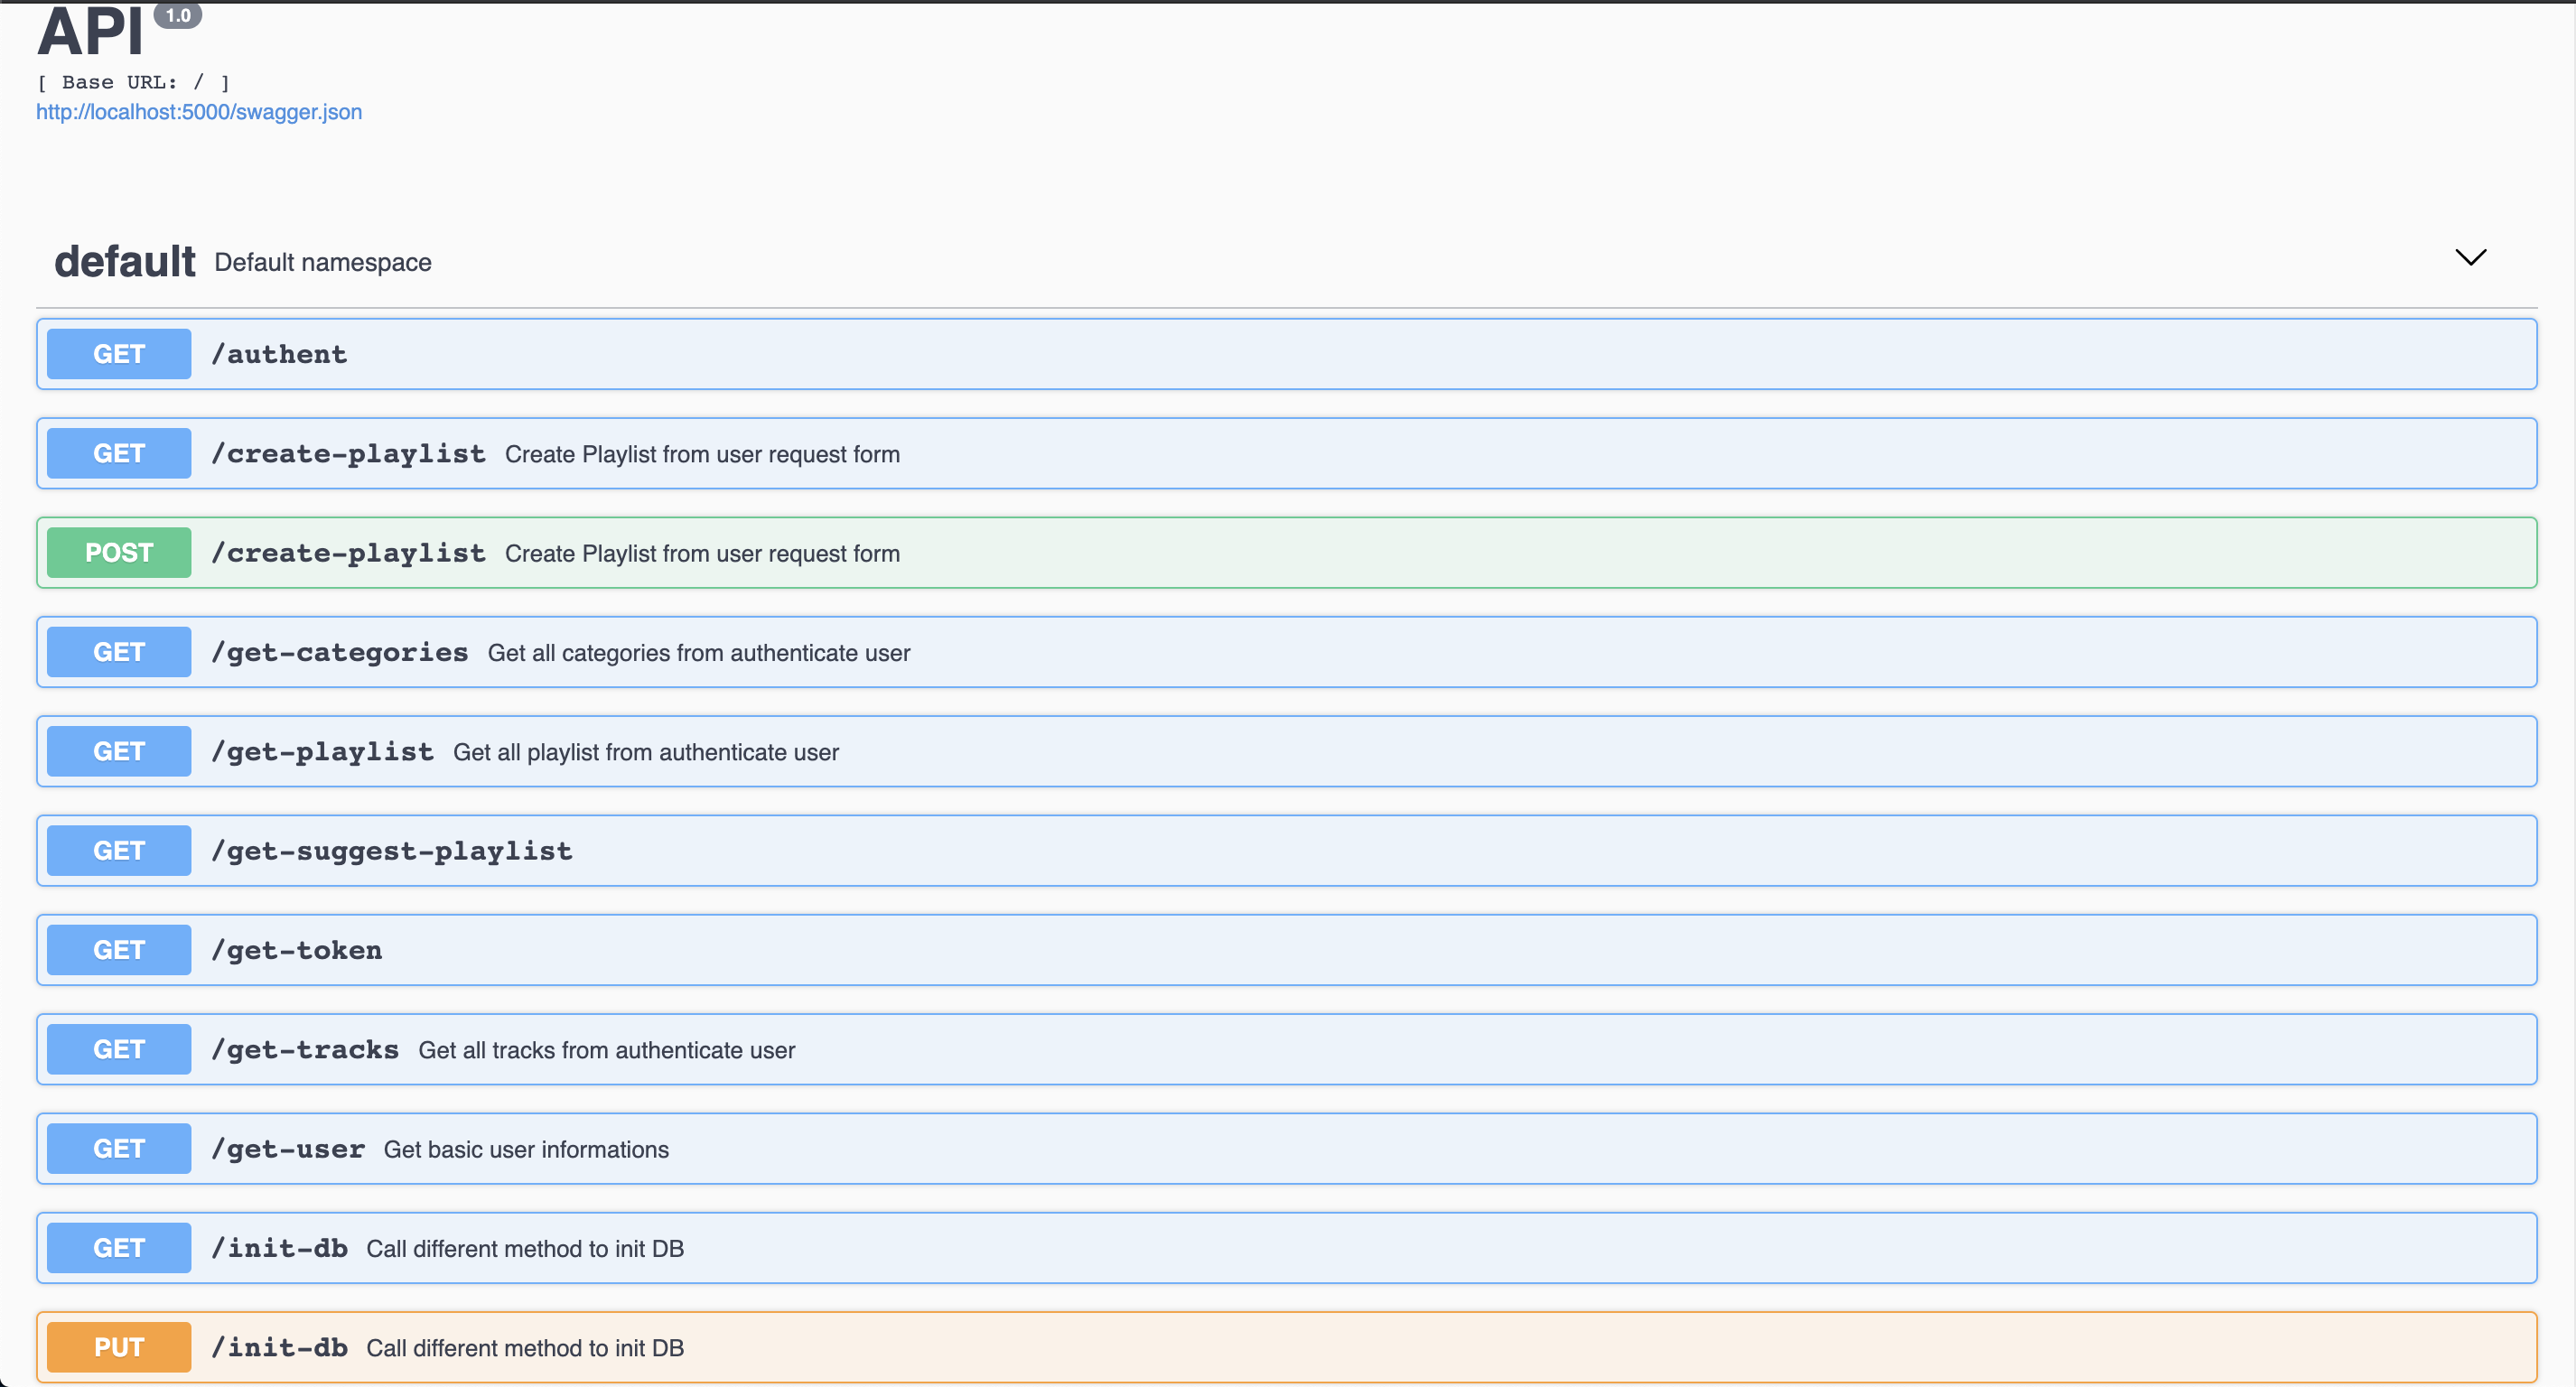 API 1.0
[ Base URL: / ]
http://localhost:5000/swagger.json
default Default namespace
GET /authent
GET /create-playlist Create Playlist from user request form
POST /create-playlist Create Playlist from user request form
GET /get-categories Get all categories from authenticate user
GET /get-playlist Get all playlist from authenticate user
GET /get-suggest-playlist
GET /get-token
GET /get-tracks Get all tracks from authenticate user
GET /get-user Get basic user informations
GET /init-db Call different method to init DB
PUT /init-db Call different method to init DB